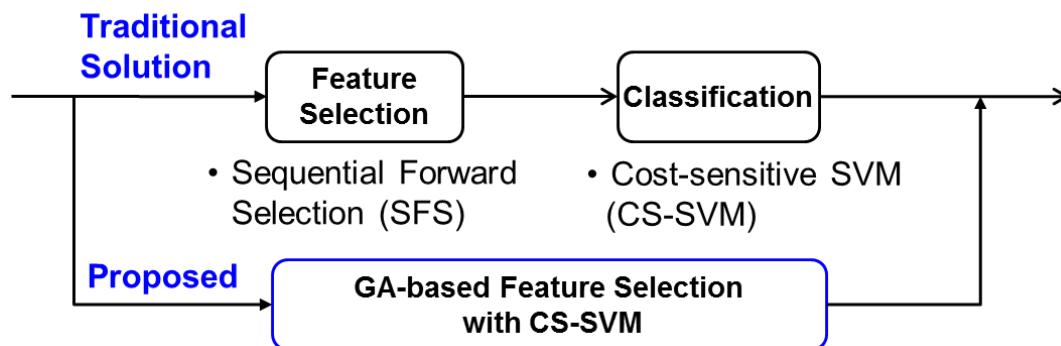 Traditional
Solution
Feature
Selection
Classification
• Sequential Forward
Selection (SFS)
• Cost-sensitive SVM
(CS-SVM)
Proposed
GA-based Feature Selection
with CS-SVM